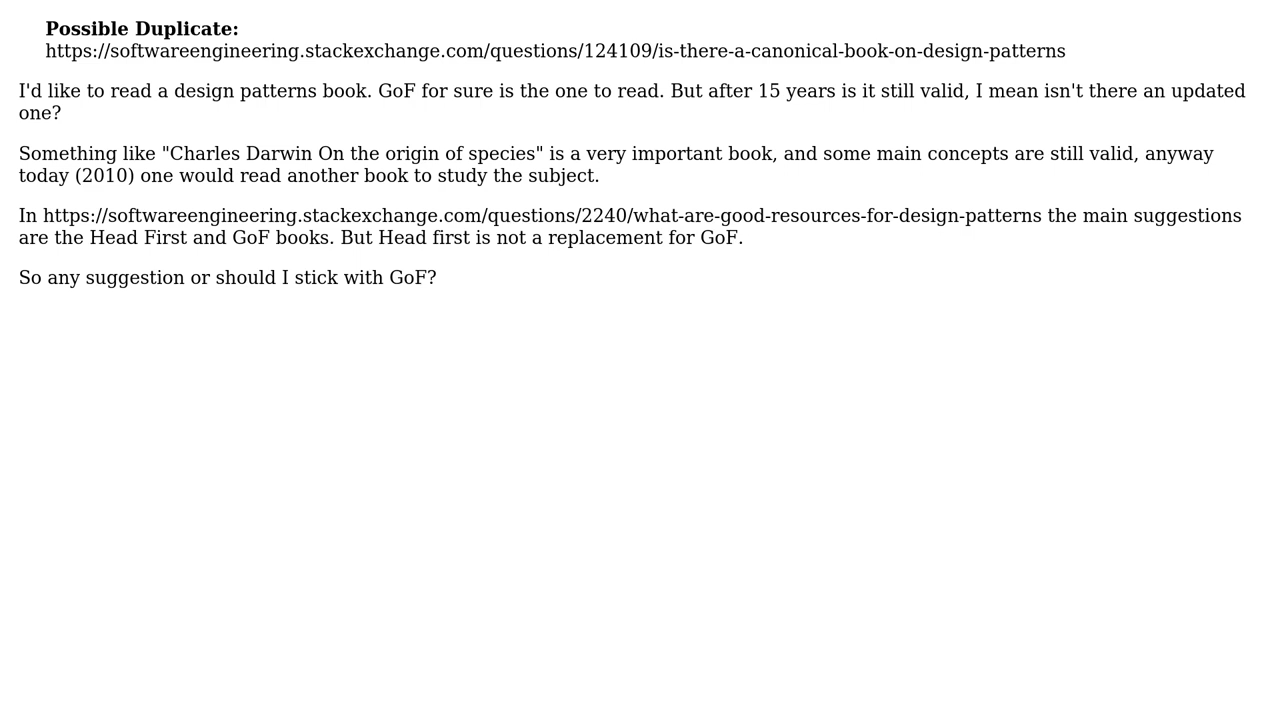 Possible Duplicate:
https://softwareengineering.stackexchange.com/questions/124109/is-there-a-canonical-book-on-design-patterns
I'd like to read a design patterns book. GoF for sure is the one to read. But after 15 years is it still valid, I mean isn't there an updated
one?
Something like "Charles Darwin On the origin of species" is a very important book, and some main concepts are still valid, anyway
today (2010) one would read another book to study the subject.
In https://softwareengineering.stackexchange.com/questions/2240/what-are-good-resources-for-design-patterns the main suggestions
are the Head First and GoF books. But Head first is not a replacement for GoF.
So any suggestion or should I stick with GoF?